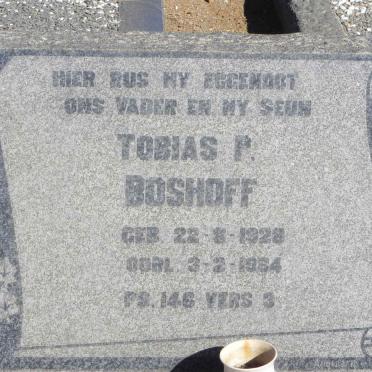 HIER RUS MY EGGENOOT
ONS VADER EN MY SEUN
TOBIAS P.
BOSHOFF
GEB. 22-8-1928
OORL. 3-2-1964
PS. 146 VERS 3